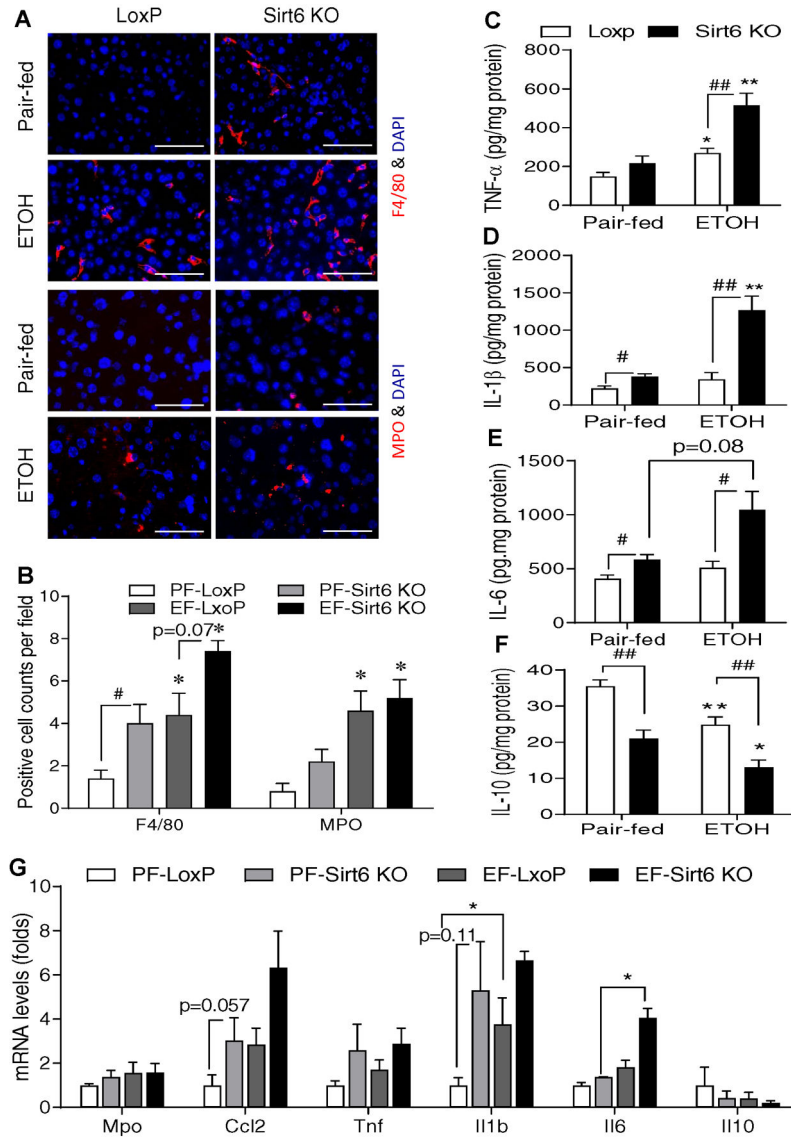 A
LoxP
Sirt6 KO
Pair-fed
ETOH
F4/80 & DAPI
Pair-fed
ETOH
MPO & DAPI
B
PF-LoxP
PF-Sirt6 KO
EF-LxoP
EF-Sirt6 KO
Positive cell counts per field
8
6
4
2
0
#
*
p=0.07
*
*
*
F4/80
MPO
C
Loxp
Sirt6 KO
TNF-α (pg/mg protein)
800
600
400
200
0
*
##
**
Pair-fed
ETOH
D
IL-1β (pg/mg protein)
2000
1500
1000
500
0
#
##
**
Pair-fed
ETOH
E
IL-6 (pg.mg protein)
1500
1000
500
0
p=0.08
#
#
Pair-fed
ETOH
F
IL-10 (pg/mg protein)
40
30
20
10
0
##
##
**
*
Pair-fed
ETOH
G
PF-LoxP
PF-Sirt6 KO
EF-LxoP
EF-Sirt6 KO
mRNA levels (folds)
10
8
6
4
2
0
p=0.057
p=0.11
*
*
Mpo
Ccl2
Tnf
Il1b
Il6
Il10